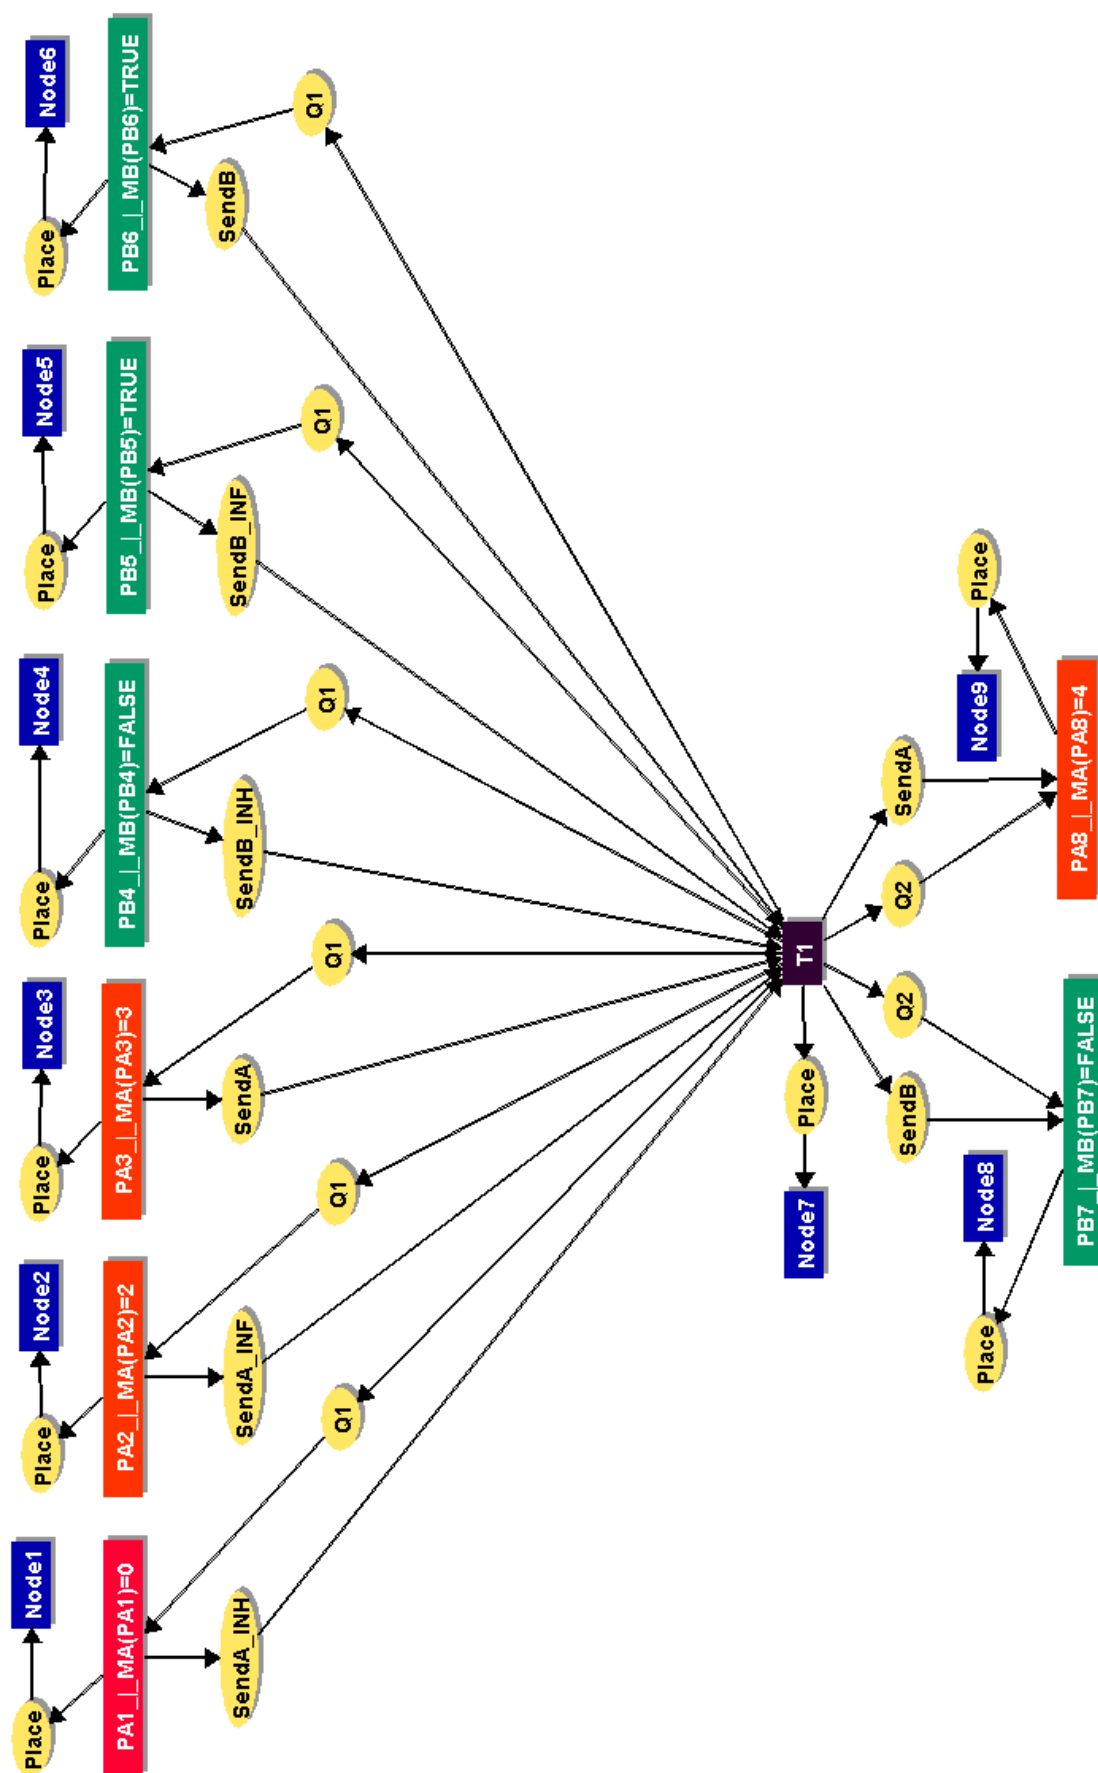 Place
Node1
Place
Node2
Place
Node3
Place
Node4
Place
Node5
Place
Node6
PA1_|_MA(PA1)=0
PA2_|_MA(PA2)=2
PA3_|_MA(PA3)=3
PB4_|_MB(PB4)=FALSE
PB5_|_MB(PB5)=TRUE
PB6_|_MB(PB6)=TRUE
SendA_INH
SendA_INF
SendA
SendB_INH
SendB_INF
SendB
Q1
Q1
Q1
Q1
Q1
Q1
Node7
Place
T1
SendB
Q2
Q2
SendA
Place
Node8
Node9
Place
PB7_|_MB(PB7)=FALSE
PA8_|_MA(PA8)=4